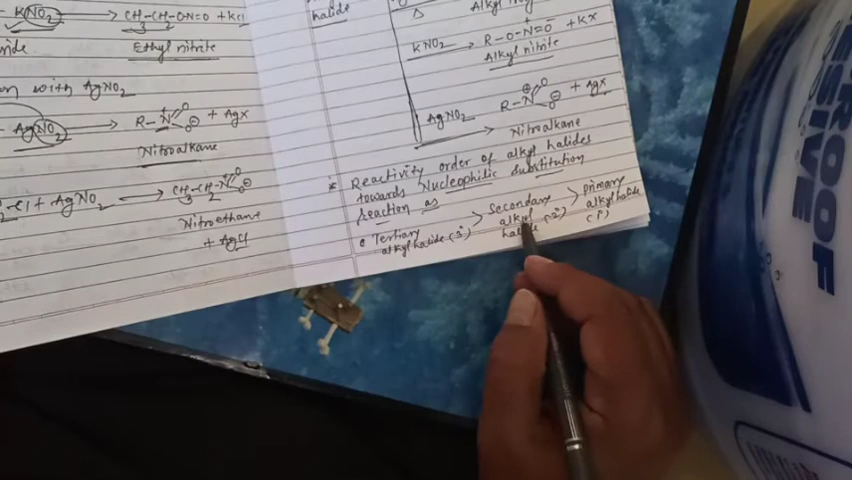 KNO2 → CH3-CH2-O-N=O + KCl
Ethyl nitrite
with AgNO2
AgNO2 → R-N + Agx
Nitroalkane
Cl + AgNO2 → CH3-CH2-N
Nitroethane
+ AgCl
halide
Δ
KNO2 → R-O-N=O + Kx
Alkyl nitrite
AgNO2 → R-N + Agx
Nitroalkane
* Reactivity order of alkyl halides
towards Nucleophilic substitution
reaction as
Tertiary alkyl halide (3°) > Secondary alkyl halide (2°) > Primary alkyl halide (1°)
ROOF
ESIVE